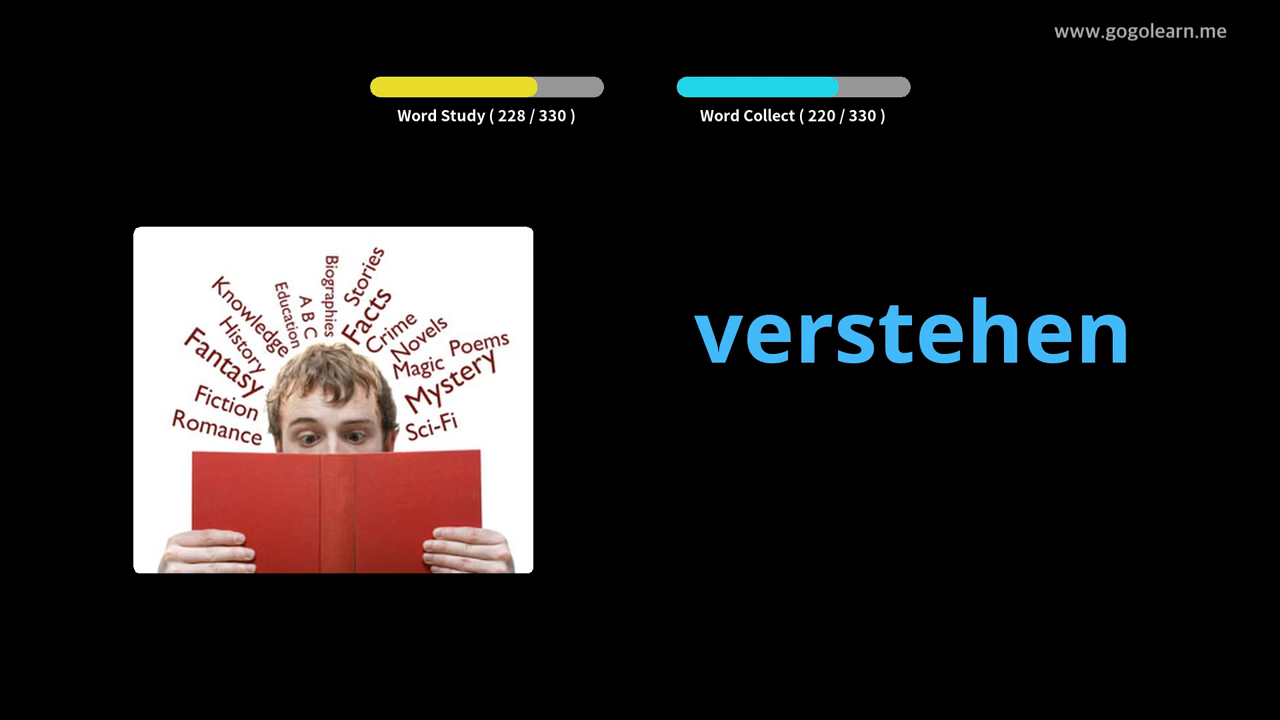 www.gogolearn.me
Word Study ( 228 / 330 )
Word Collect ( 220 / 330 )
verstehen
Romance
Fiction
Fantasy
History
Knowledge
Education
A B C
Biographies
Stories
Facts
Crime
Novels
Magic
Poems
Mystery
Sci-Fi